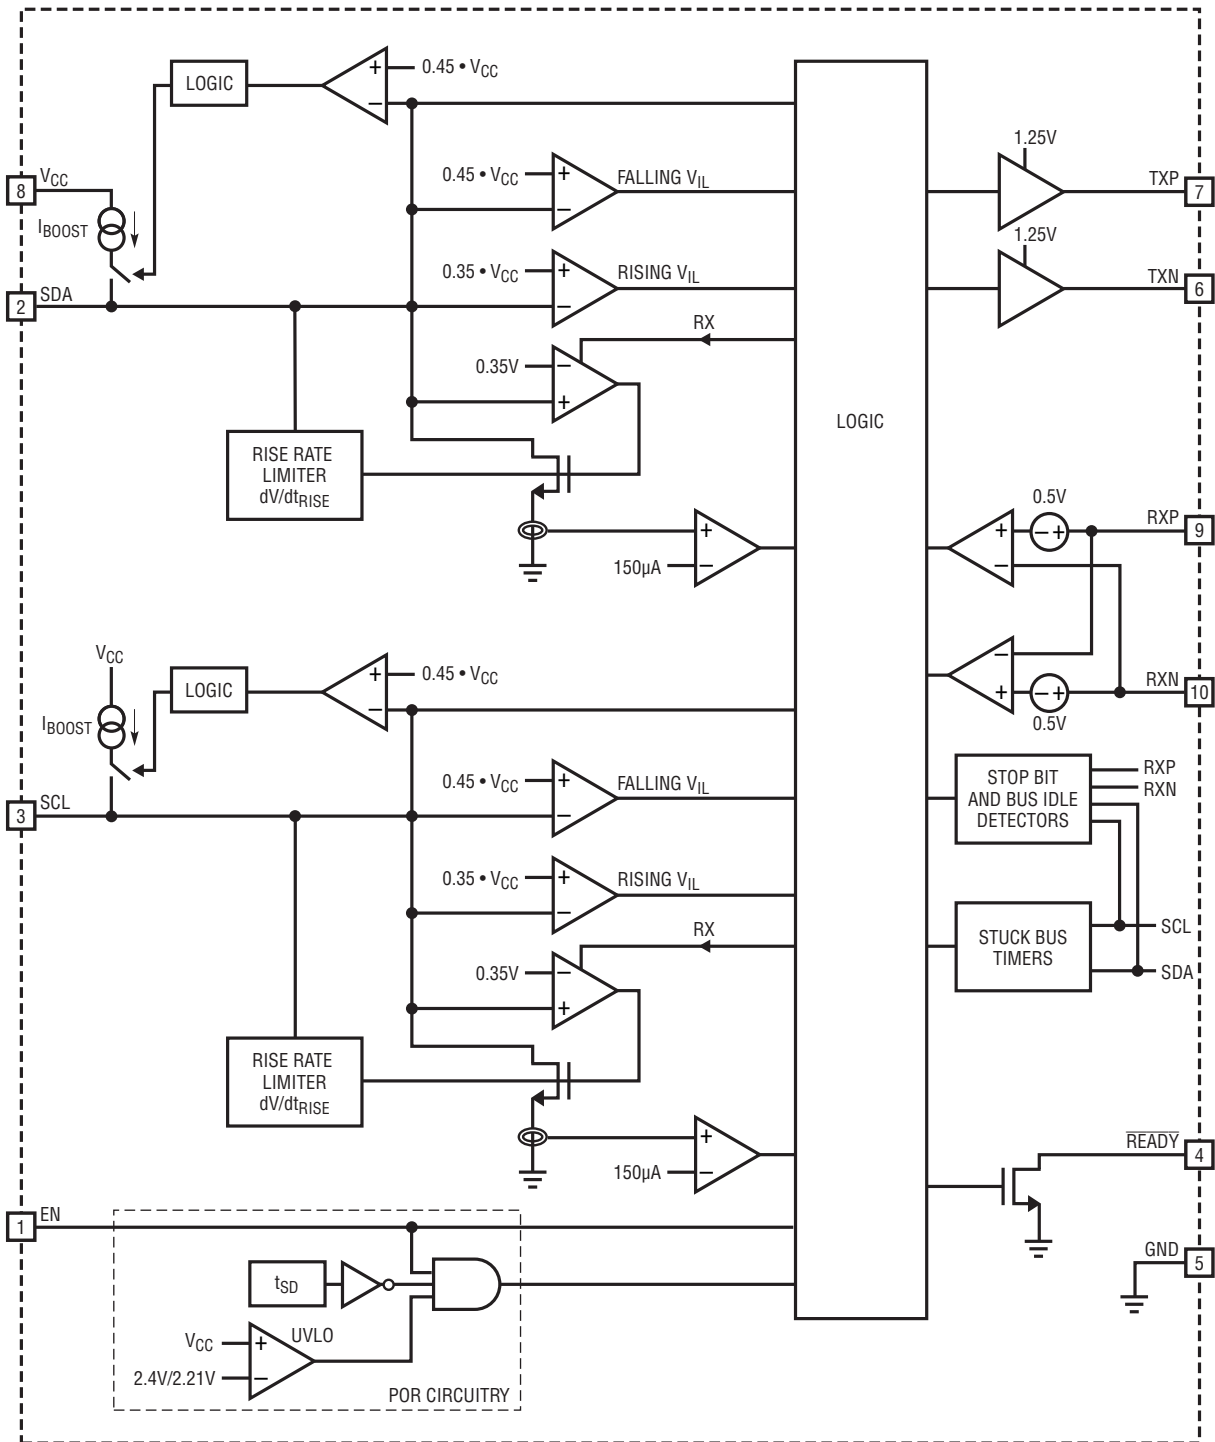 LOGIC
+
0.45 • VCC
−
8
VCC
IBOOST
2
SDA
0.45 • VCC
+
−
FALLING VIL
0.35 • VCC
+
−
RISING VIL
RX
0.35V
−
+
RISE RATE
LIMITER
dV/dtRISE
+
150µA
−
LOGIC
1.25V
TXP
7
1.25V
TXN
6
0.5V
RXP
9
+
− +
−
−
RXN
10
+
− +
0.5V
VCC
IBOOST
LOGIC
+
0.45 • VCC
−
3
SCL
0.45 • VCC
+
−
FALLING VIL
0.35 • VCC
+
−
RISING VIL
RX
0.35V
−
+
RISE RATE
LIMITER
dV/dtRISE
+
150µA
−
STOP BIT
AND BUS IDLE
DETECTORS
RXP
RXN
STUCK BUS
TIMERS
SCL
SDA
READY
4
GND
5
1
EN
tSD
VCC
+
UVLO
2.4V/2.21V
−
POR CIRCUITRY